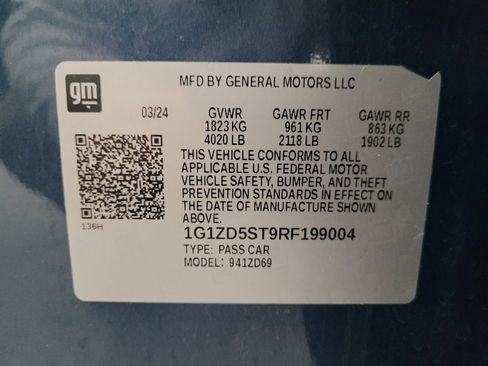 gm
MFD BY GENERAL MOTORS LLC
03/24 GVWR GAWR FRT GAWR RR
1823 KG 961 KG 863 KG
4020 LB 2118 LB 1902 LB
THIS VEHICLE CONFORMS TO ALL
APPLICABLE U.S. FEDERAL MOTOR
VEHICLE SAFETY, BUMPER, AND THEFT
PREVENTION STANDARDS IN EFFECT ON
THE DATE OF MANUFACTURE SHOWN
ABOVE.
136H
1G1ZD5ST9RF199004
TYPE: PASS CAR
MODEL: 941ZD69